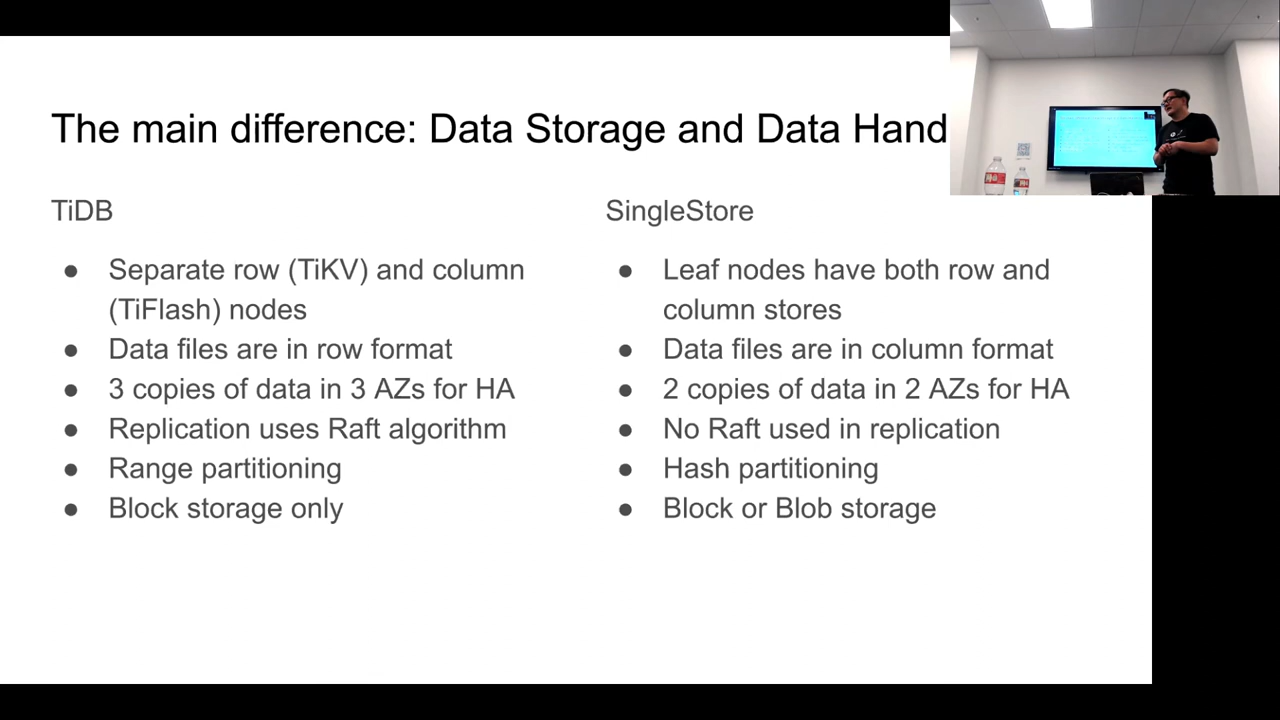 The main difference: Data Storage and Data Hand
TiDB
● Separate row (TiKV) and column
(TiFlash) nodes
● Data files are in row format
● 3 copies of data in 3 AZs for HA
● Replication uses Raft algorithm
● Range partitioning
● Block storage only
SingleStore
● Leaf nodes have both row and
column stores
● Data files are in column format
● 2 copies of data in 2 AZs for HA
● No Raft used in replication
● Hash partitioning
● Block or Blob storage